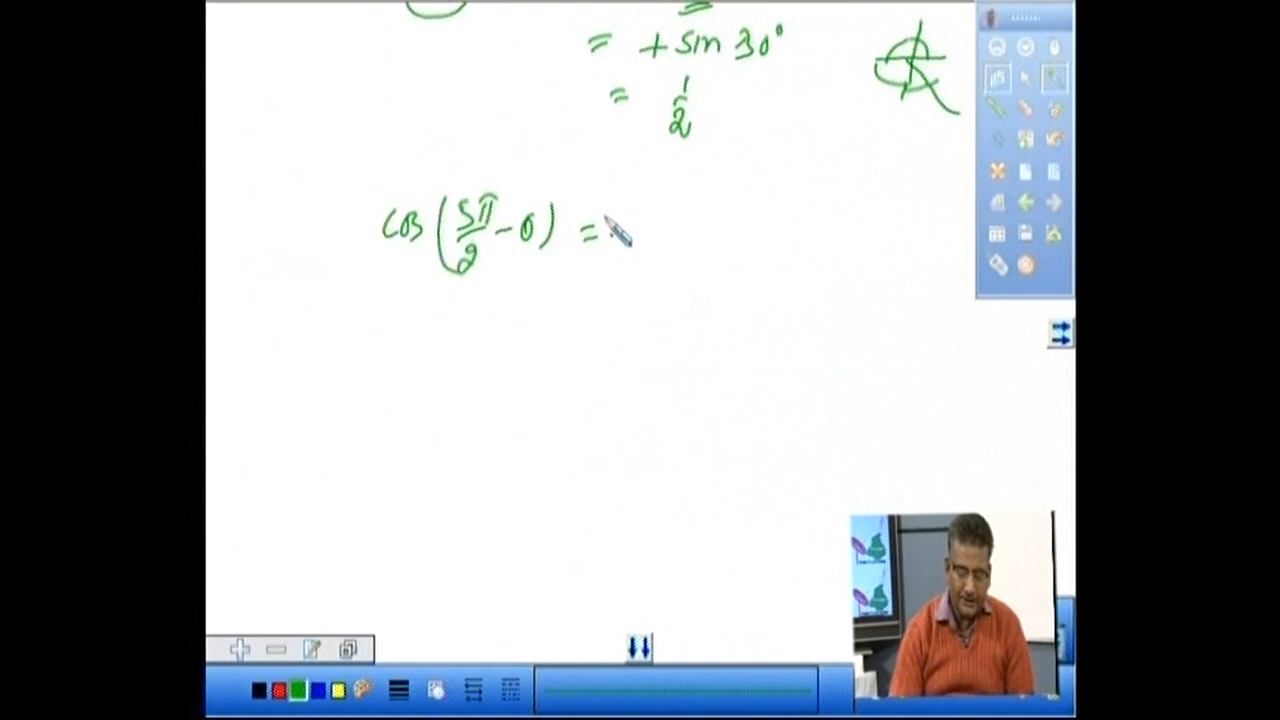 = + sin 30°
= 1/2
cos (5π/2 - θ) =